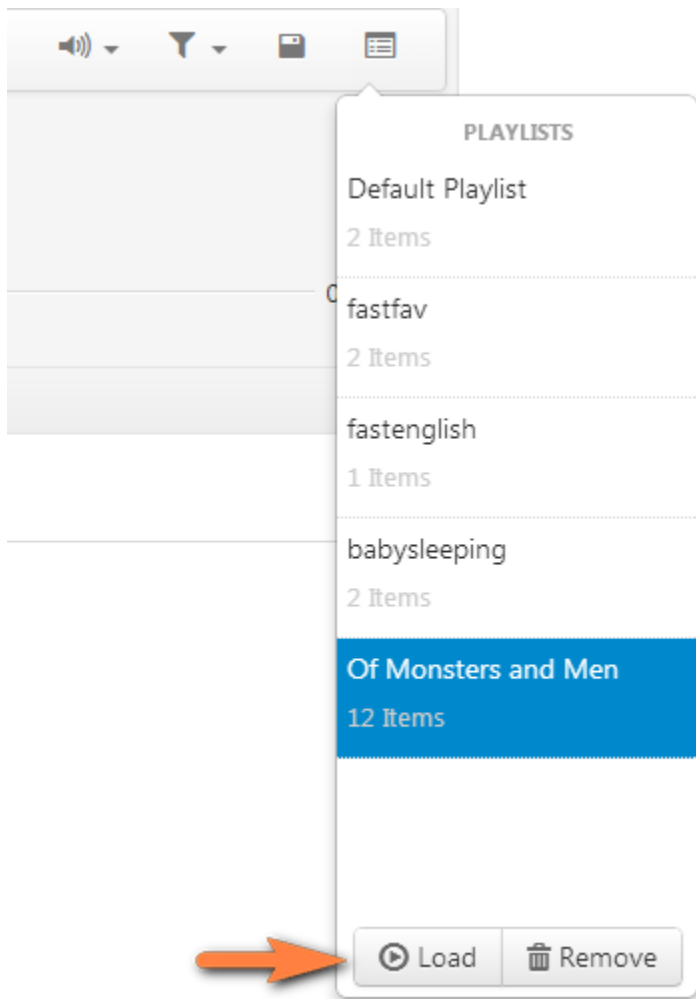 PLAYLISTS
Default Playlist
2 Items
0
fastfav
2 Items
fastenglish
1 Items
babysleeping
2 Items
Of Monsters and Men
12 Items
Load Remove